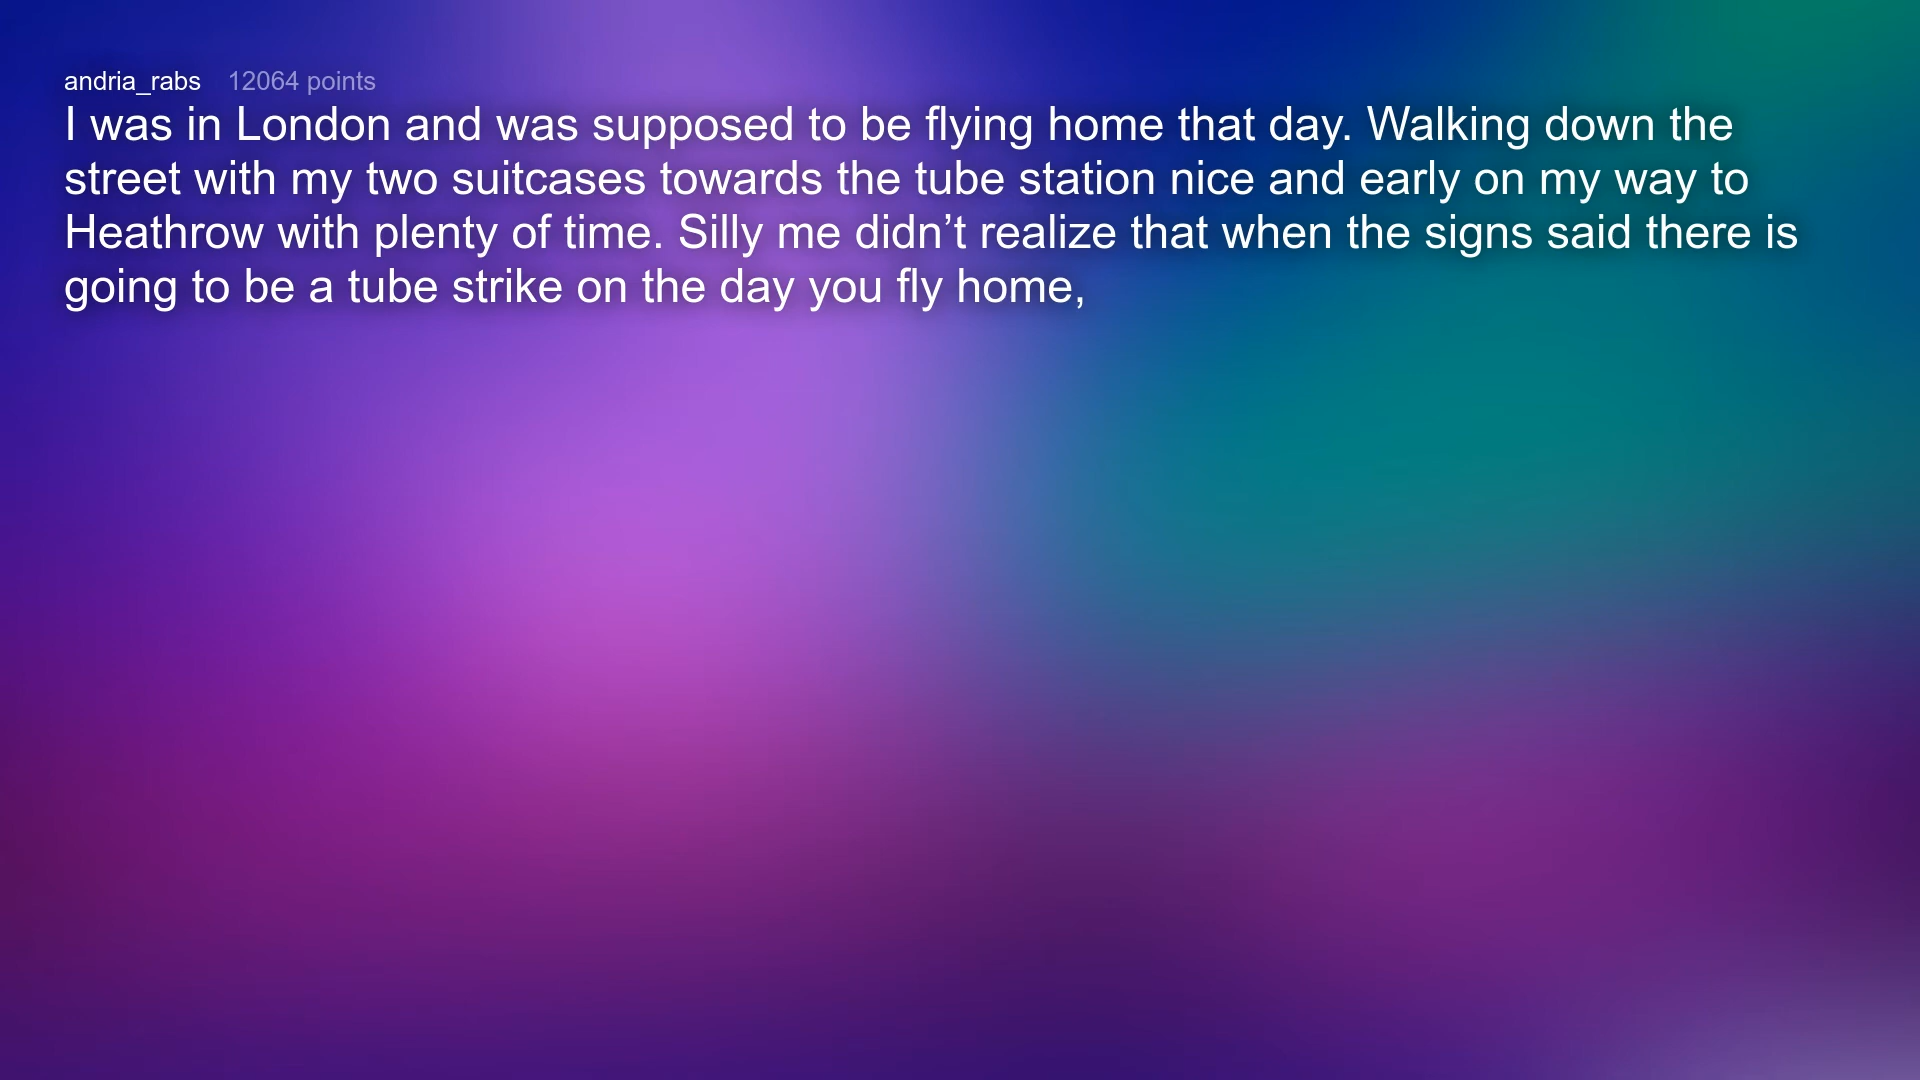 andria_rabs 12064 points
I was in London and was supposed to be flying home that day. Walking down the
street with my two suitcases towards the tube station nice and early on my way to
Heathrow with plenty of time. Silly me didn’t realize that when the signs said there is
going to be a tube strike on the day you fly home,